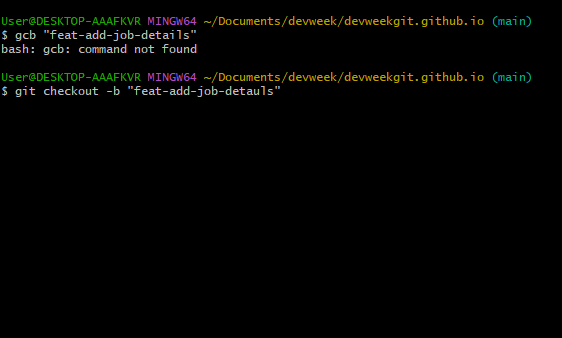 User@DESKTOP-AAAFKVR MINGW64 ~/Documents/devweek/devweekgit.github.io (main)
$ gcb "feat-add-job-details"
bash: gcb: command not found
User@DESKTOP-AAAFKVR MINGW64 ~/Documents/devweek/devweekgit.github.io (main)
$ git checkout -b "feat-add-job-detauls"